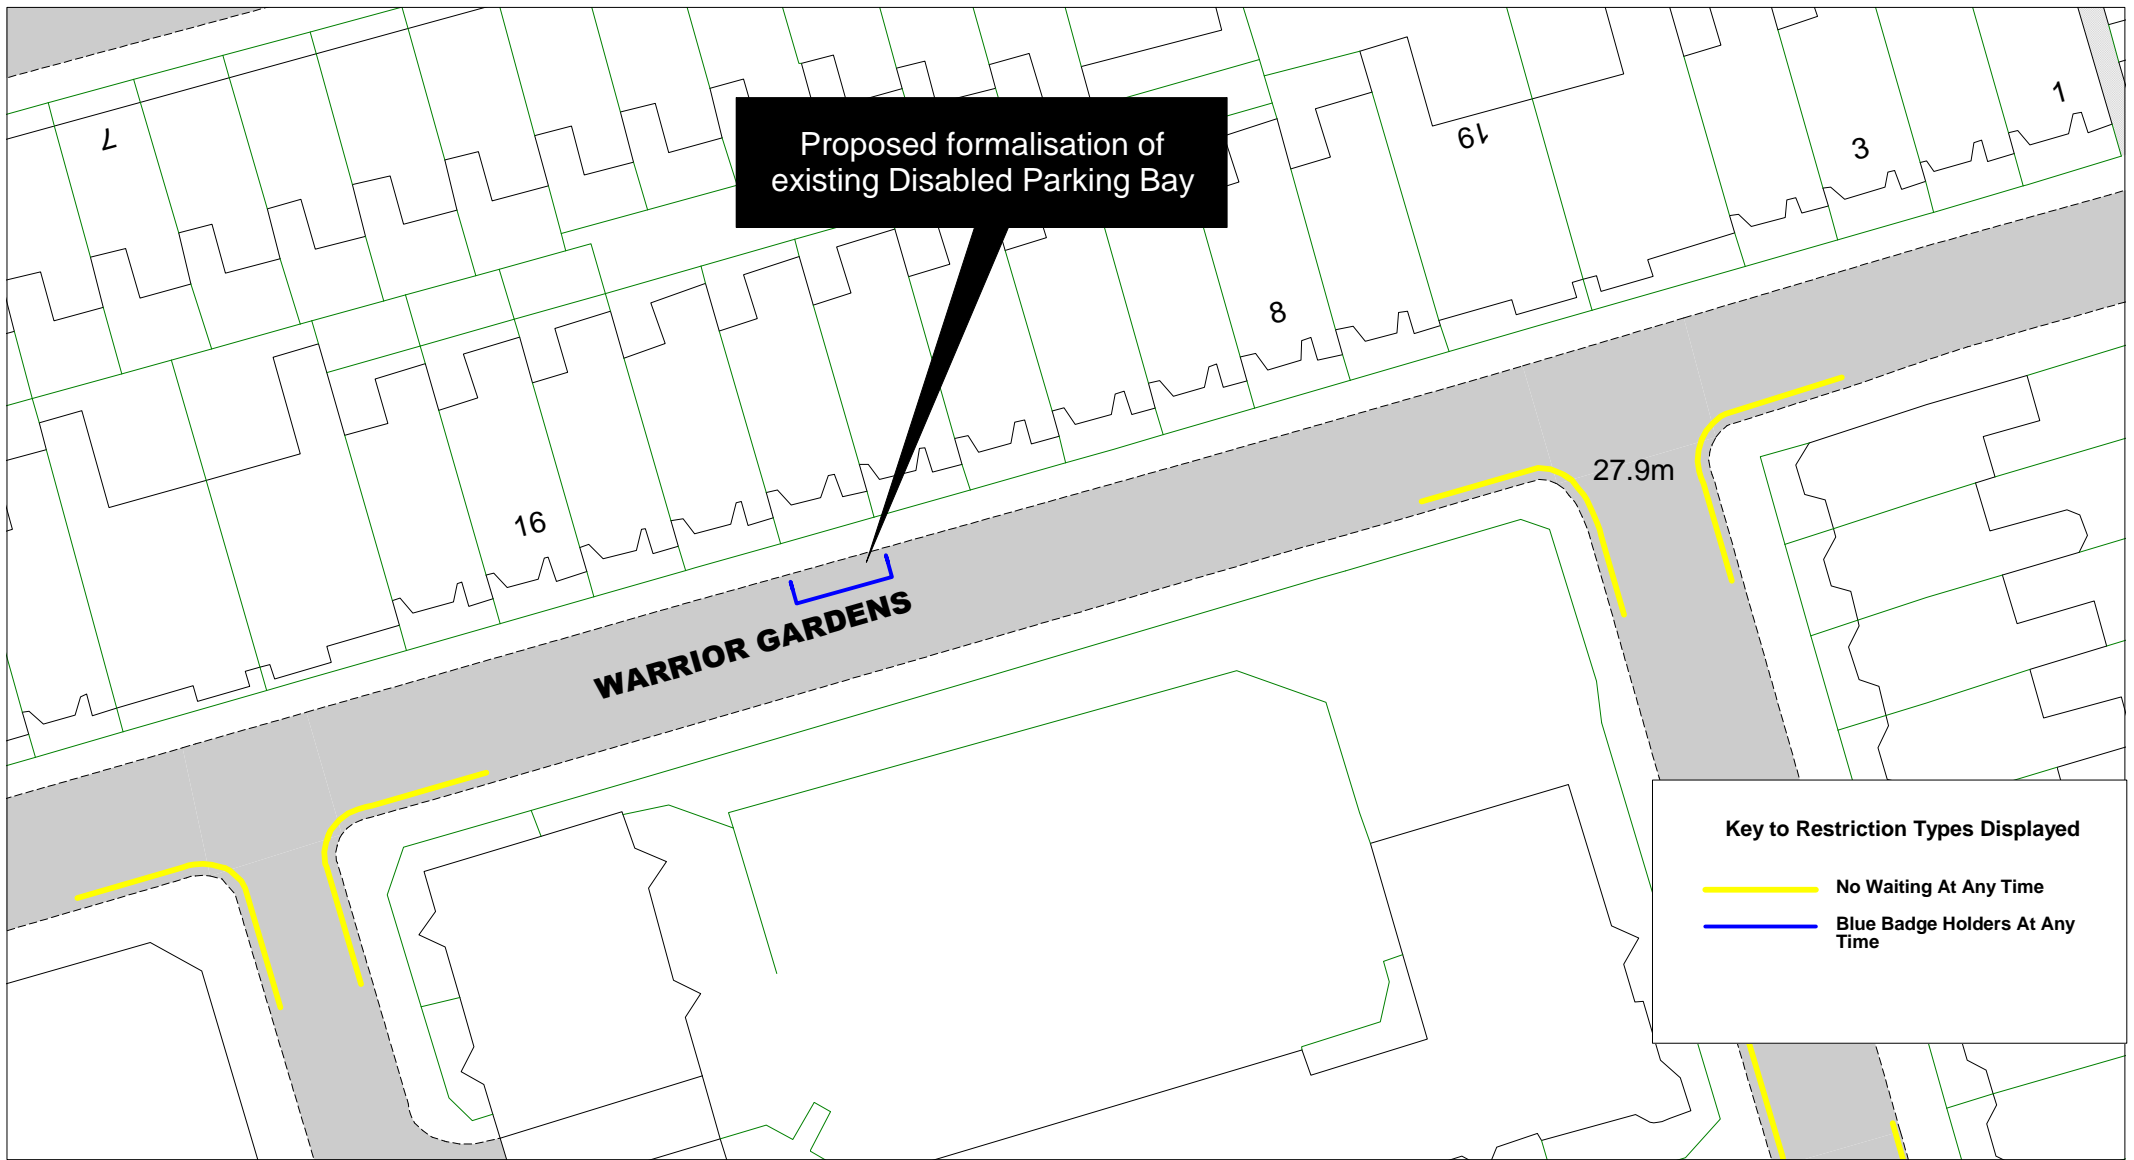 7
Proposed formalisation of
existing Disabled Parking Bay
19
3
1
8
16
27.9m
WARRIOR GARDENS
Key to Restriction Types Displayed
No Waiting At Any Time
Blue Badge Holders At Any
Time